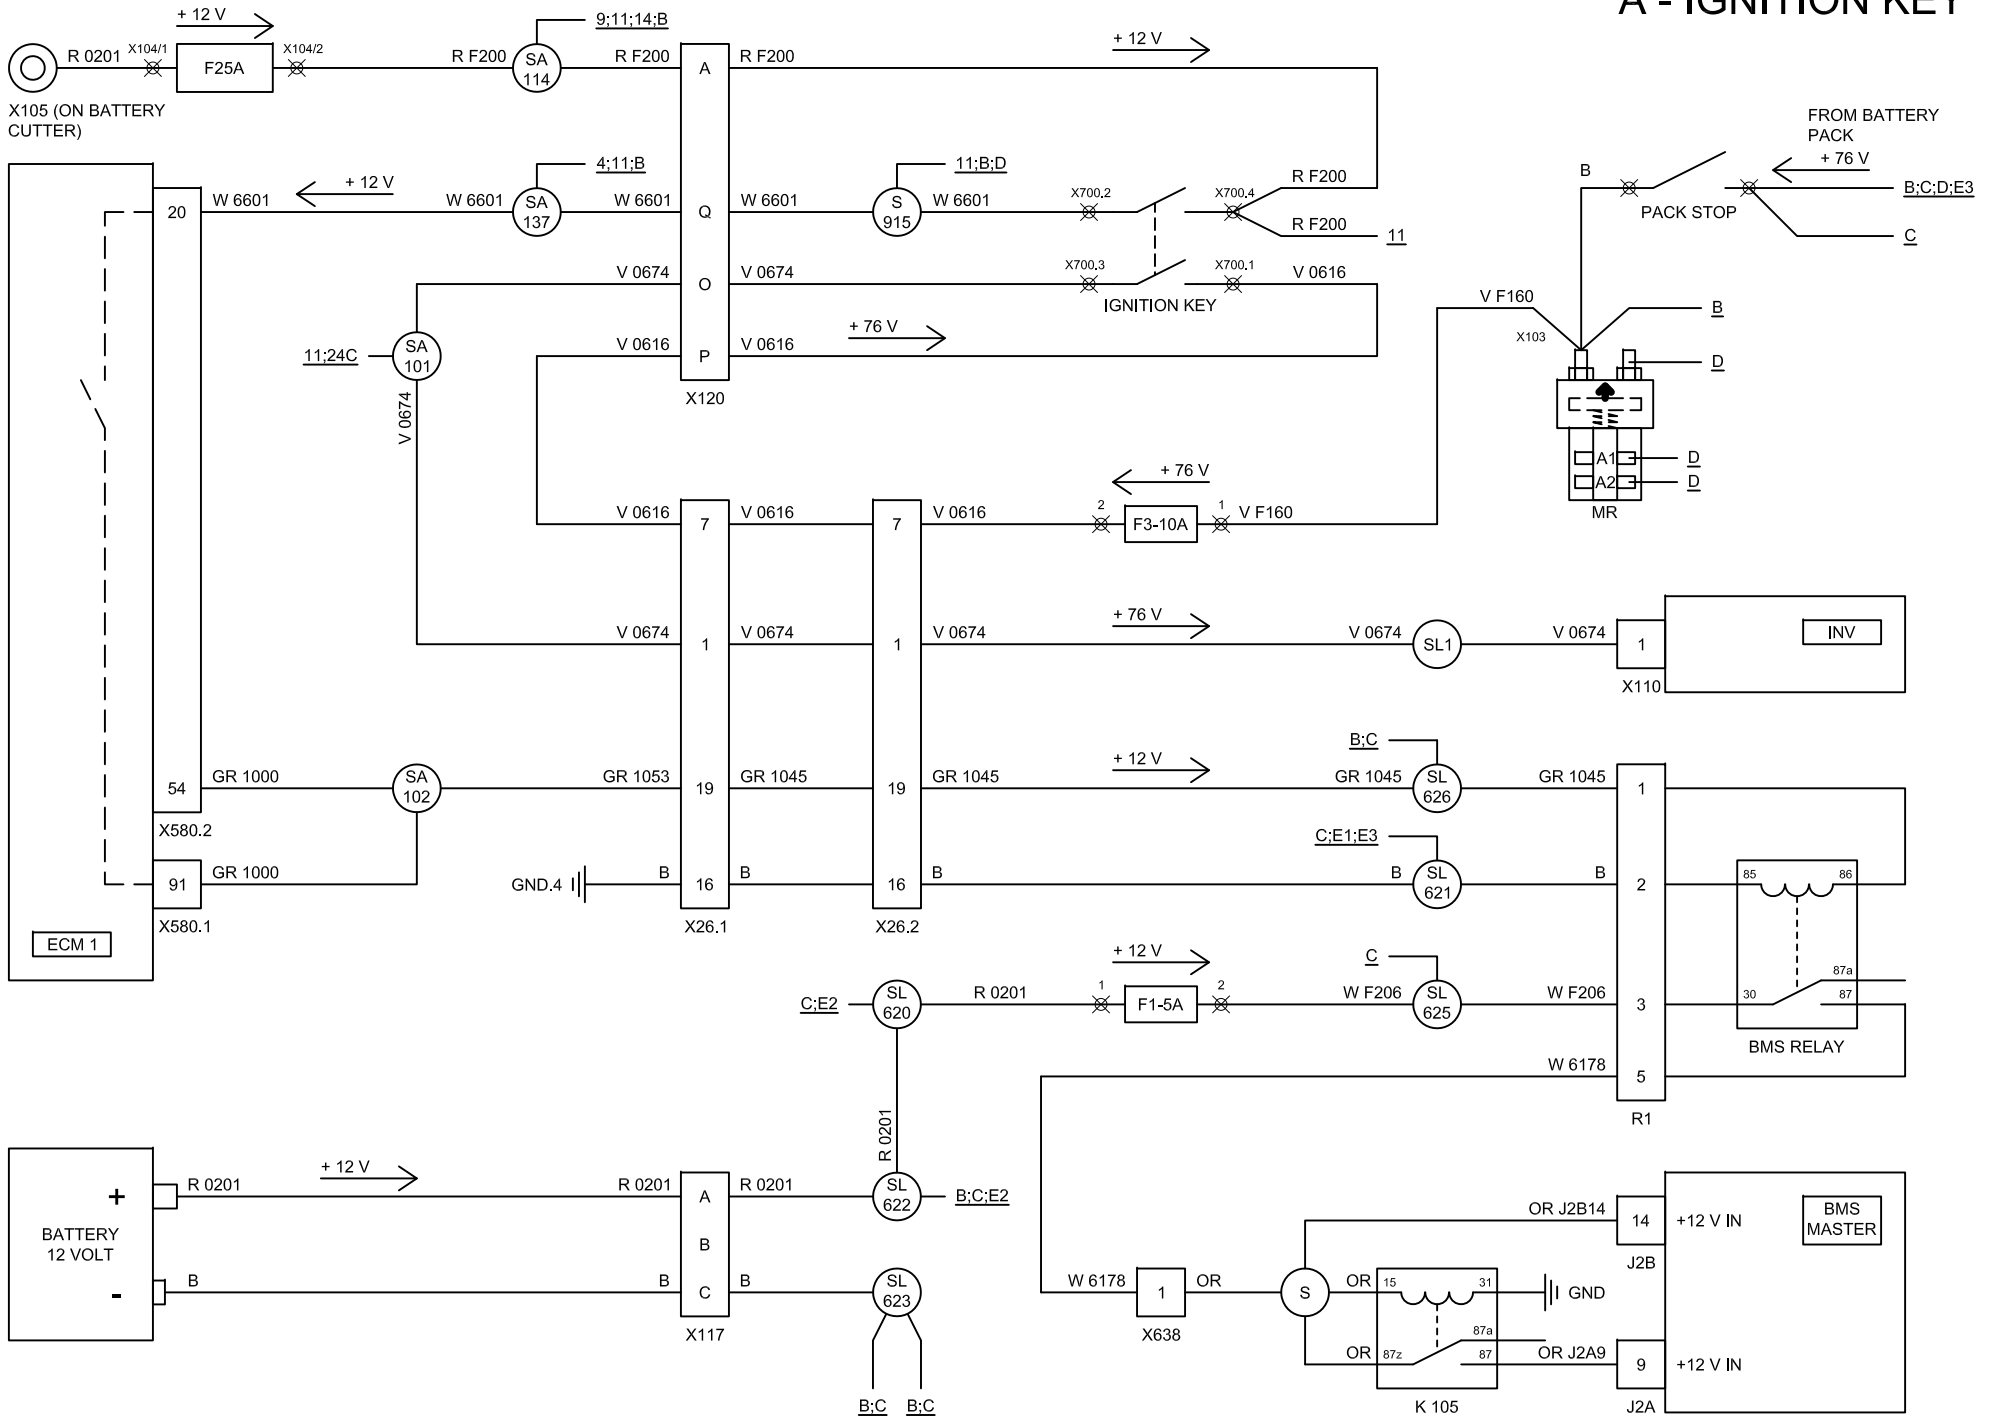 A - IGNITION KEY
+ 12 V
9;11;14;B
+ 12 V
R 0201
X104/1
F25A
X104/2
R F200
SA
114
R F200
A
R F200
X105 (ON BATTERY
CUTTER)
FROM BATTERY
PACK
+ 76 V
4;11;B
11;B;D
B
B;C;D;E3
PACK STOP
C
+ 12 V
20
W 6601
W 6601
SA
137
W 6601
Q
W 6601
S
915
W 6601
X700.2
X700.4
R F200
R F200
11
V 0674
O
V 0674
X700.3
X700.1
V 0616
IGNITION KEY
V F160
B
X103
D
+ 76 V
11;24C
SA
101
V 0616
P
V 0616
X120
V 0674
A1
D
A2
D
MR
+ 76 V
V 0616
7
V 0616
7
V 0616
2
F3-10A
1
V F160
+ 76 V
V 0674
1
V 0674
1
V 0674
V 0674
SL1
V 0674
1
INV
X110
B;C
+ 12 V
54
GR 1000
SA
102
GR 1053
19
GR 1045
19
GR 1045
GR 1045
SL
626
GR 1045
1
X580.2
C;E1;E3
91
GR 1000
GND.4
B
16
B
16
B
B
SL
621
B
2
85
86
X580.1
X26.1
X26.2
ECM 1
+ 12 V
C
C;E2
SL
620
R 0201
1
F1-5A
2
W F206
SL
625
W F206
3
30
87a
87
BMS RELAY
W 6178
5
R1
R 0201
+ 12 V
+
R 0201
R 0201
A
R 0201
SL
622
B;C;E2
BATTERY
12 VOLT
B
-
B
B
C
B
SL
623
X117
B;C
B;C
OR J2B14
14
+12 V IN
BMS
MASTER
J2B
W 6178
1
OR
S
OR
15
31
GND
X638
OR
87z
87a
87
OR J2A9
9
+12 V IN
K 105
J2A